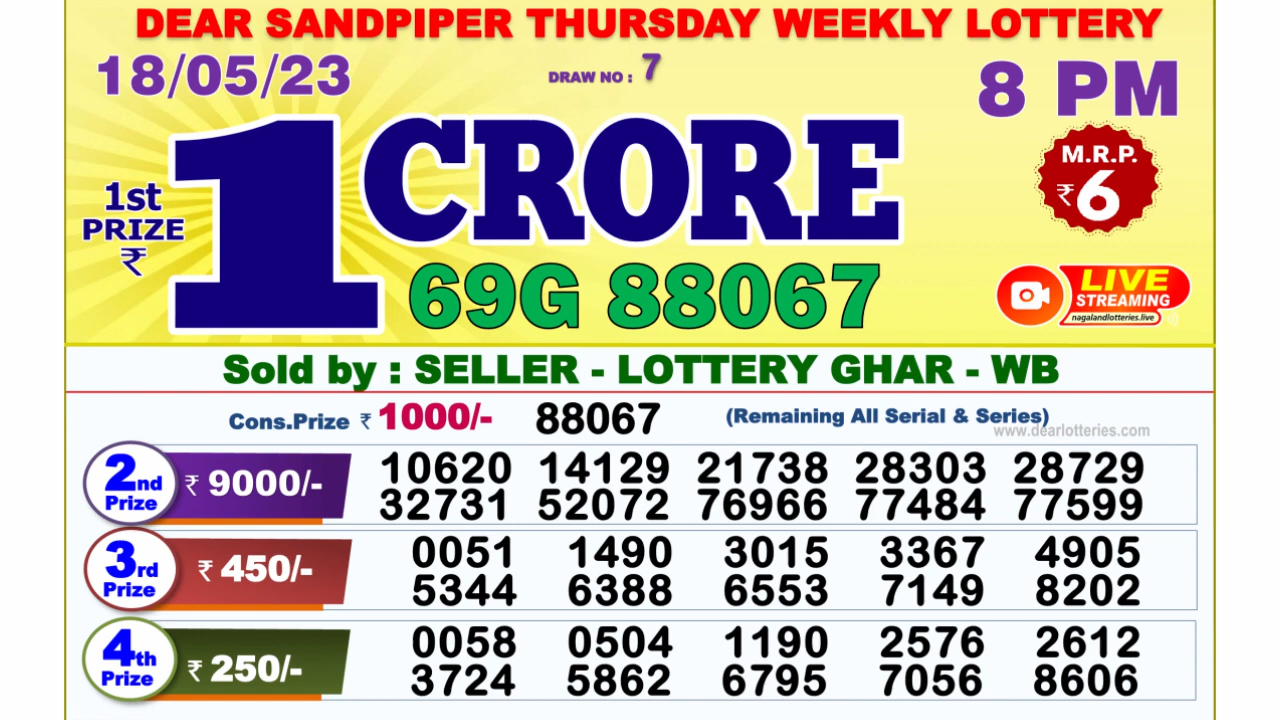 DEAR SANDPIPER THURSDAY WEEKLY LOTTERY
18/05/23 DRAW NO : 7 8 PM
M.R.P.
₹ 6
1st
PRIZE
₹
1 CRORE
69G 88067
LIVE
STREAMING
nagalandlotteries.live
Sold by : SELLER - LOTTERY GHAR - WB
Cons.Prize ₹ 1000/- 88067 (Remaining All Serial & Series)
www.dearlotteries.com
2nd Prize ₹ 9000/-
10620 14129 21738 28303 28729
32731 52072 76966 77484 77599
3rd Prize ₹ 450/-
0051 1490 3015 3367 4905
5344 6388 6553 7149 8202
4th Prize ₹ 250/-
0058 0504 1190 2576 2612
3724 5862 6795 7056 8606